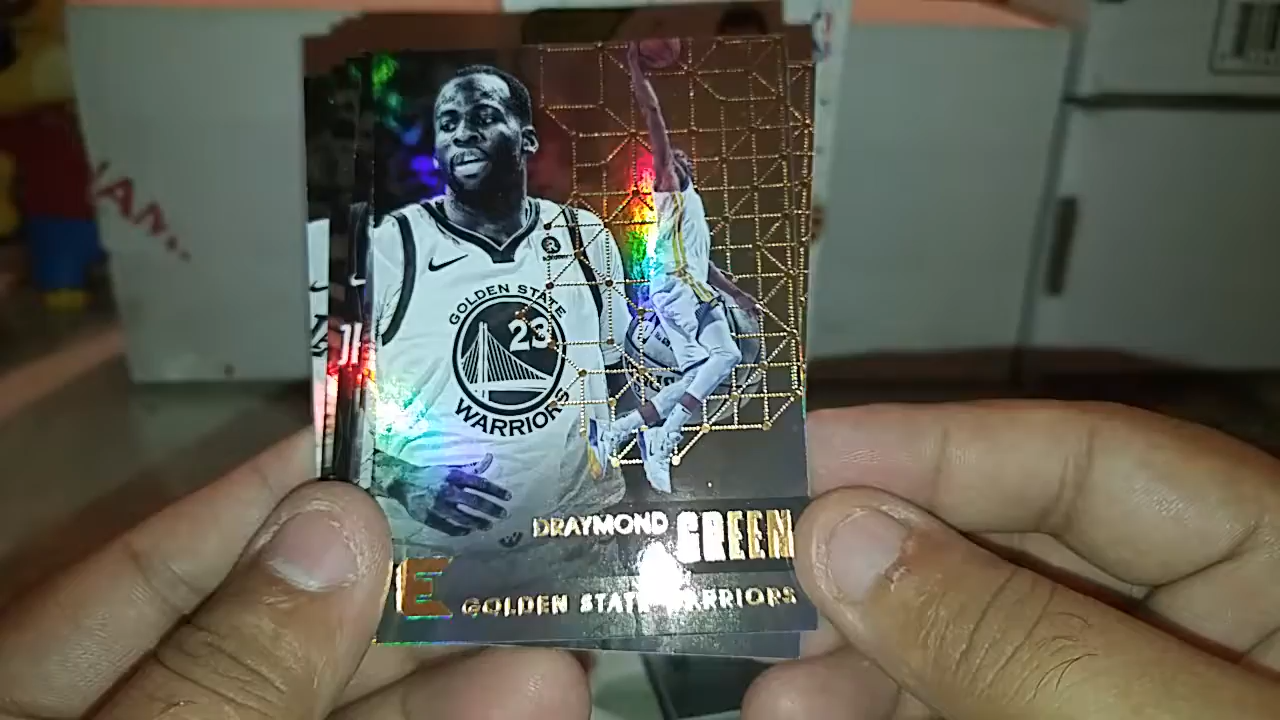 GOLDEN STATE
23
WARRIORS
DRAYMOND GREEN
E GOLDEN STATE WARRIORS